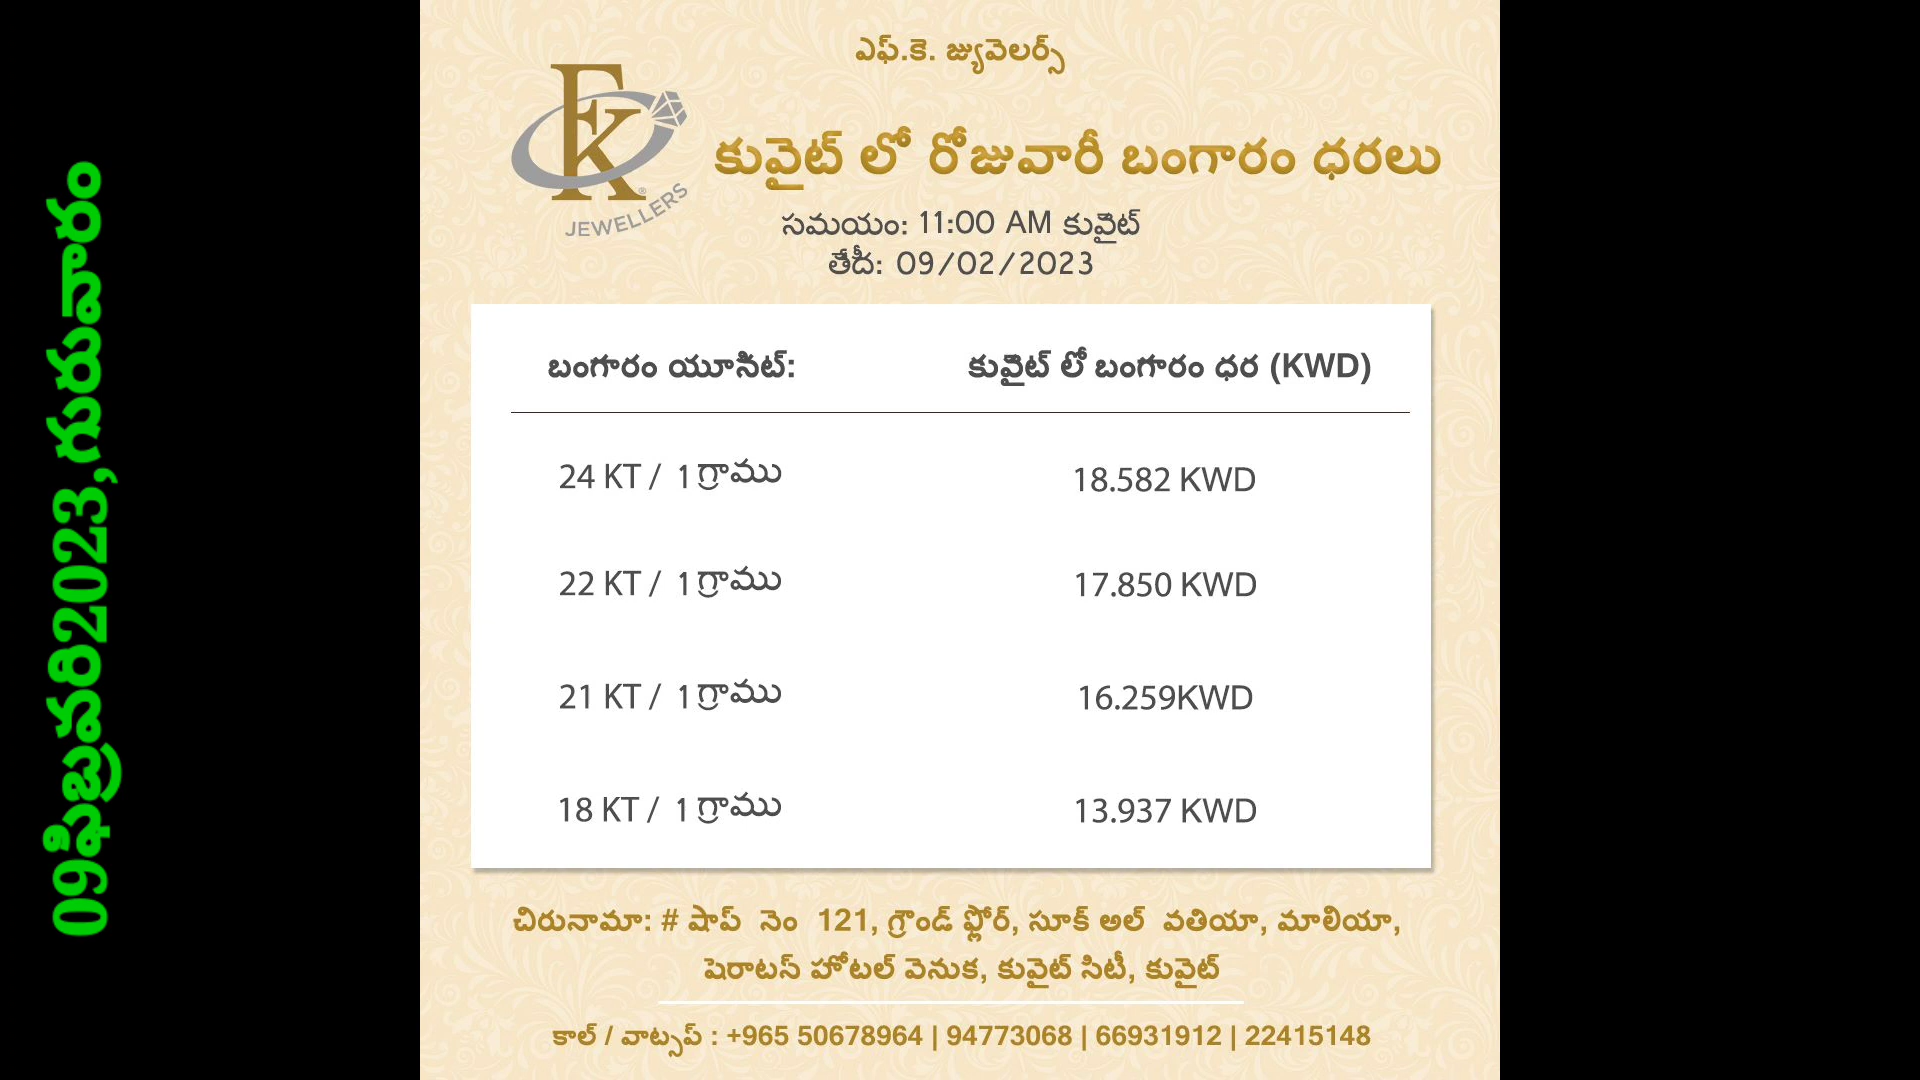 09ఫిబ్రవరి2023,గురువారం
ఎఫ్.కె. జ్యువెలర్స్
FK
JEWELLERS
కువైట్ లో రోజువారీ బంగారం ధరలు
సమయం: 11:00 AM కువైట్
తేదీ: 09/02/2023
బంగారం యూనిట్: కువైట్ లో బంగారం ధర (KWD)
24 KT / 1 గ్రాము 18.582 KWD
22 KT / 1 గ్రాము 17.850 KWD
21 KT / 1 గ్రాము 16.259KWD
18 KT / 1 గ్రాము 13.937 KWD
చిరునామా: # షాప్ నెం 121, గ్రౌండ్ ఫ్లోర్, సూక్ అల్ వతియా, మాలియా,
షెరాటస్ హోటల్ వెనుక, కువైట్ సిటీ, కువైట్
కాల్ / వాట్సప్ : +965 50678964 | 94773068 | 66931912 | 22415148